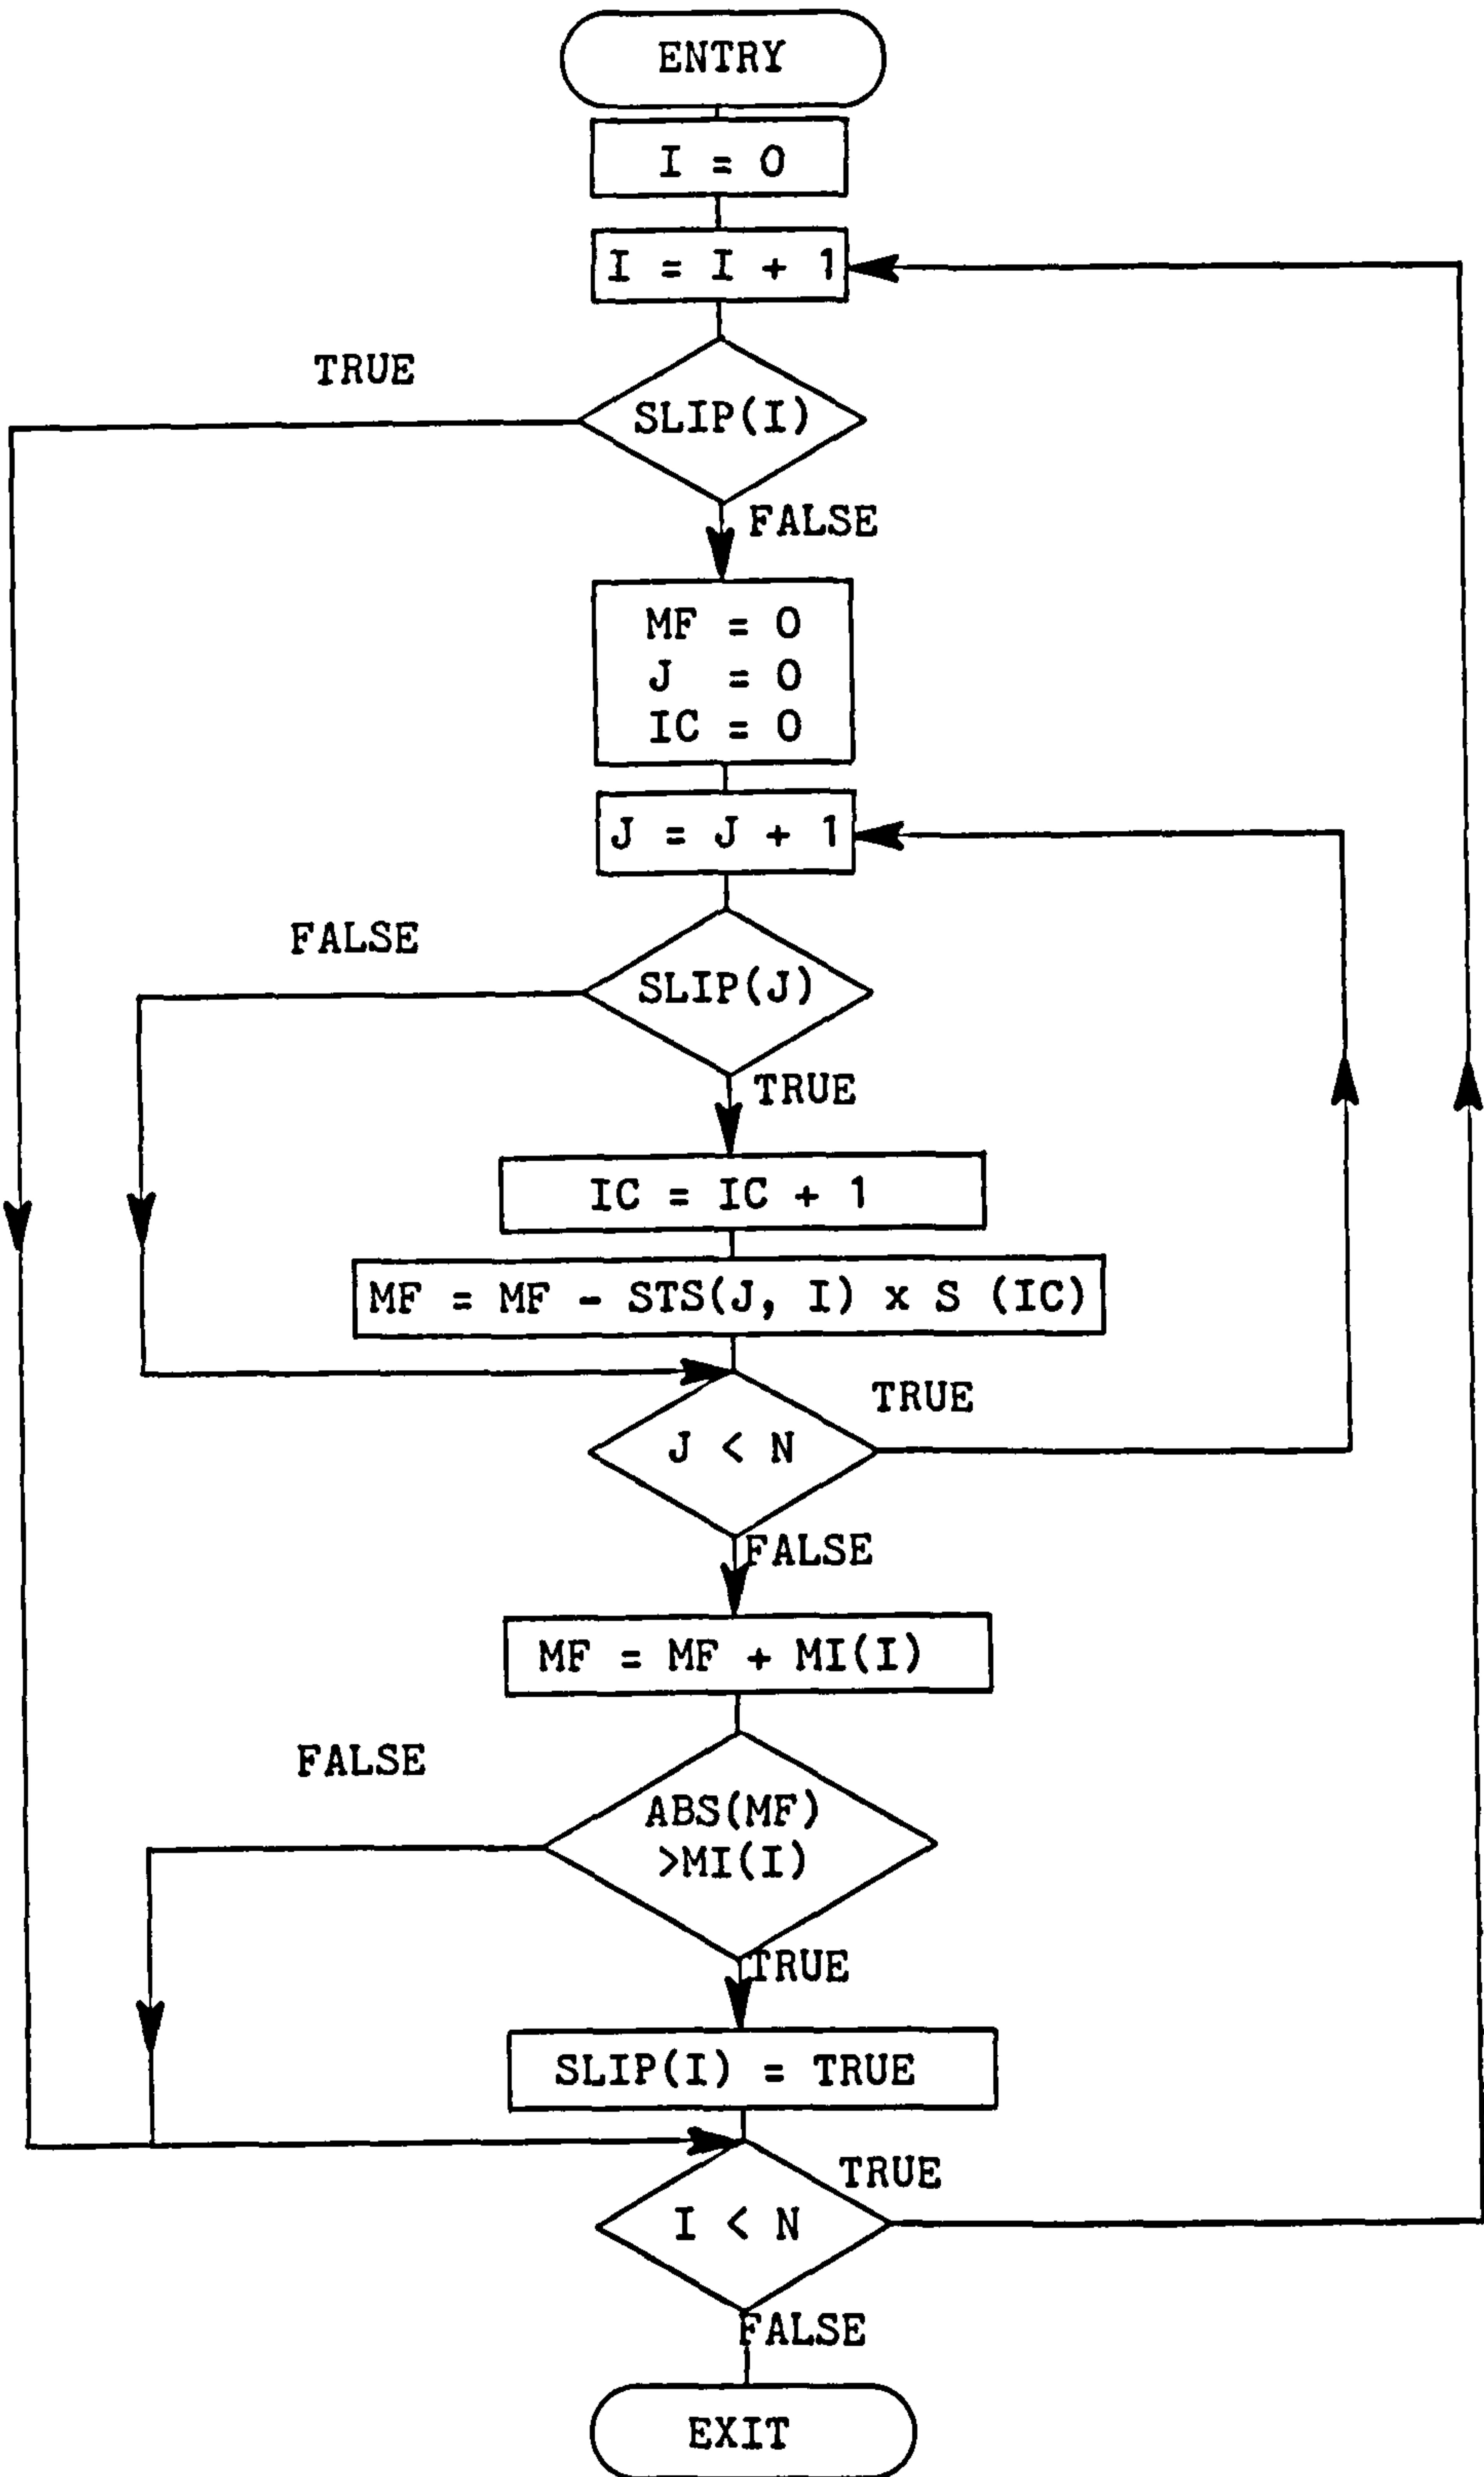 ENTRY
I = 0
I = I + 1
TRUE
SLIP(I)
FALSE
MF = 0
J = 0
IC = 0
J = J + 1
FALSE
SLIP(J)
TRUE
IC = IC + 1
MF = MF - STS(J, I) x S (IC)
TRUE
J < N
FALSE
MF = MF + MI(I)
FALSE
ABS(MF)
>MI(I)
TRUE
SLIP(I) = TRUE
TRUE
I < N
FALSE
EXIT